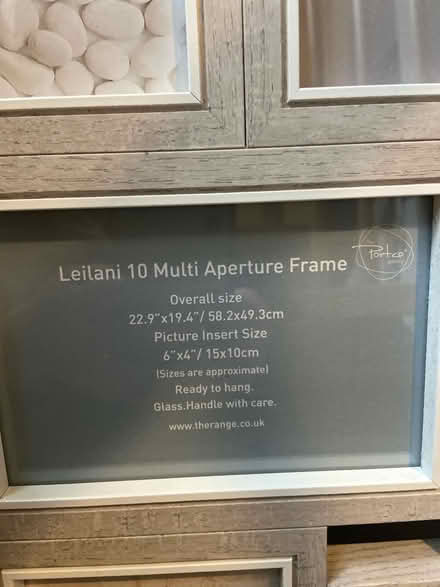 Portco
Leilani 10 Multi Aperture Frame
Overall size
22.9"x19.4"/ 58.2x49.3cm
Picture Insert Size
6"x4"/ 15x10cm
(Sizes are approximate)
Ready to hang.
Glass.Handle with care.
www.therange.co.uk